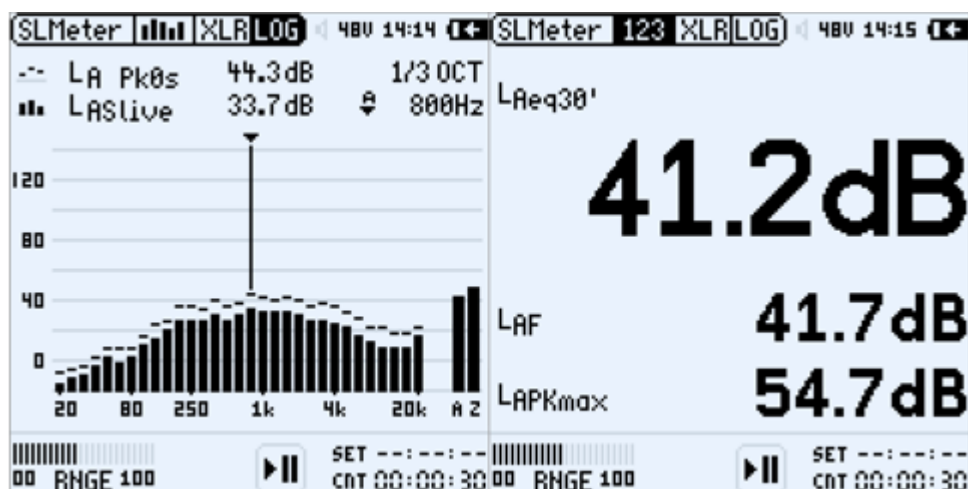 SLMeter XLR LOG 48V 14:14
LA Pk0s 44.3dB 1/3 OCT
LASlive 33.7dB A 800Hz
120
80
40
0
20 80 250 1k 4k 20k A Z
SET --:--:--
00 RNGE 100 CNT 00:00:30
SLMeter 123 XLR LOG 48V 14:15
LAeq30'
41.2dB
LAF 41.7dB
LAPKmax 54.7dB
SET --:--:--
00 RNGE 100 CNT 00:00:30